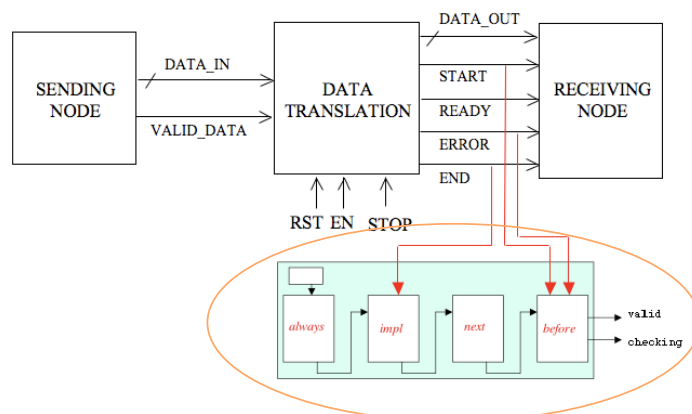 DATA_OUT
DATA_IN
SENDING
NODE
DATA
TRANSLATION
START
RECEIVING
NODE
VALID_DATA
READY
ERROR
END
RST EN STOP
always impl next before
valid
checking